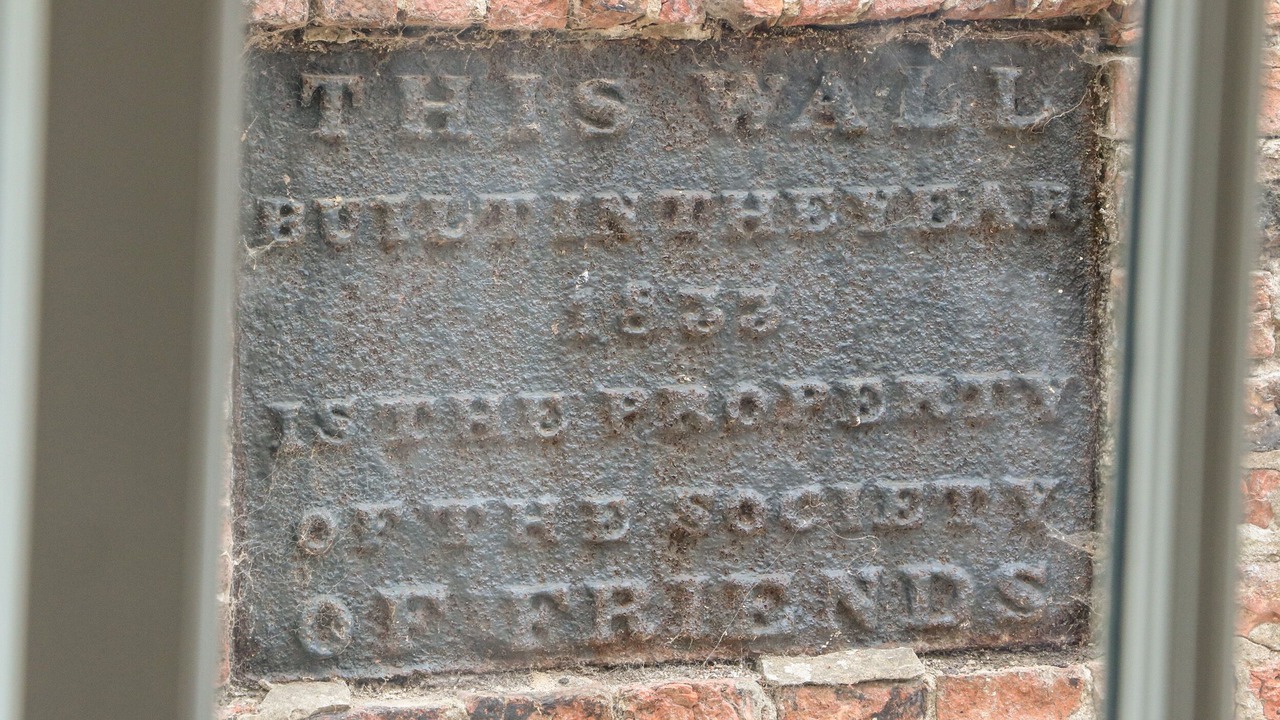 THIS WALL
BUILT IN THE YEAR
1833
IS THE PROPERTY
OF THE SOCIETY
OF FRIENDS